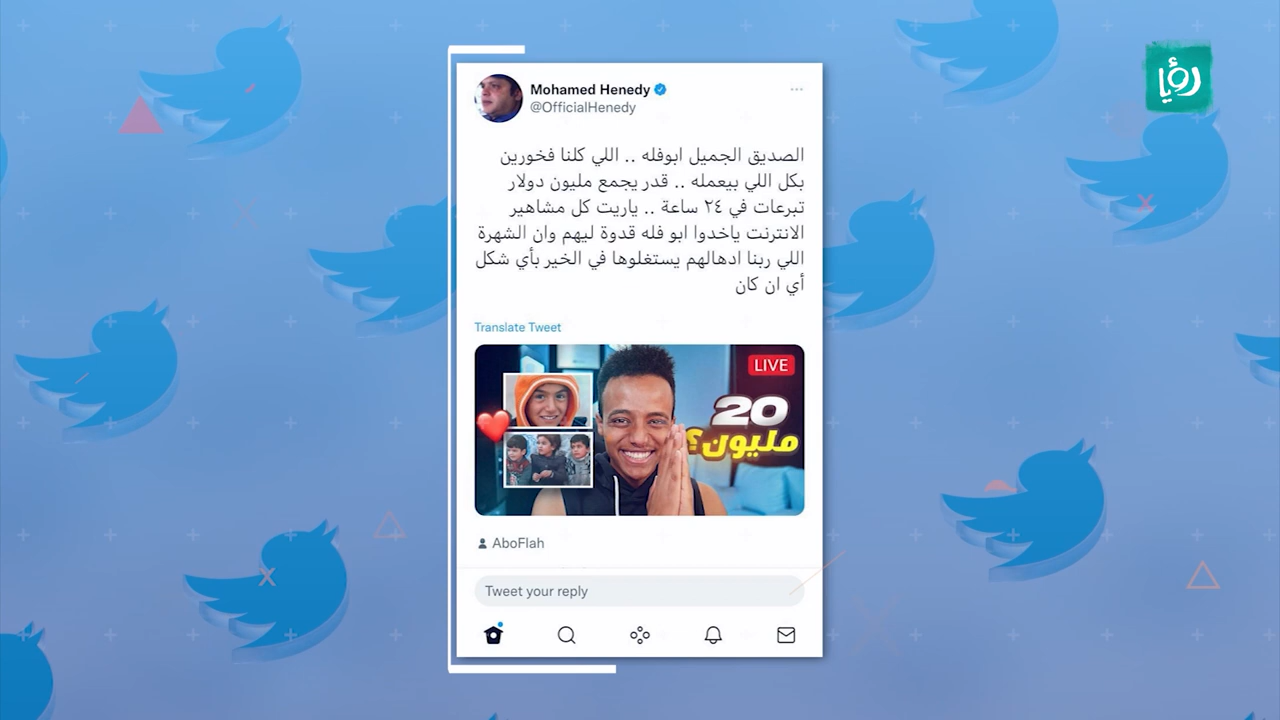 رؤيا
Mohamed Henedy
@OfficialHenedy
الصديق الجميل ابوفله .. اللي كلنا فخورين
بكل اللي بيعمله .. قدر يجمع مليون دولار
تبرعات في ٢٤ ساعة .. ياريت كل مشاهير
الانترنت ياخدوا ابو فله قدوة ليهم وان الشهرة
اللي ربنا ادهالهم يستغلوها في الخير بأي شكل
أي ان كان
Translate Tweet
LIVE
20
مليون؟
AboFlah
Tweet your reply